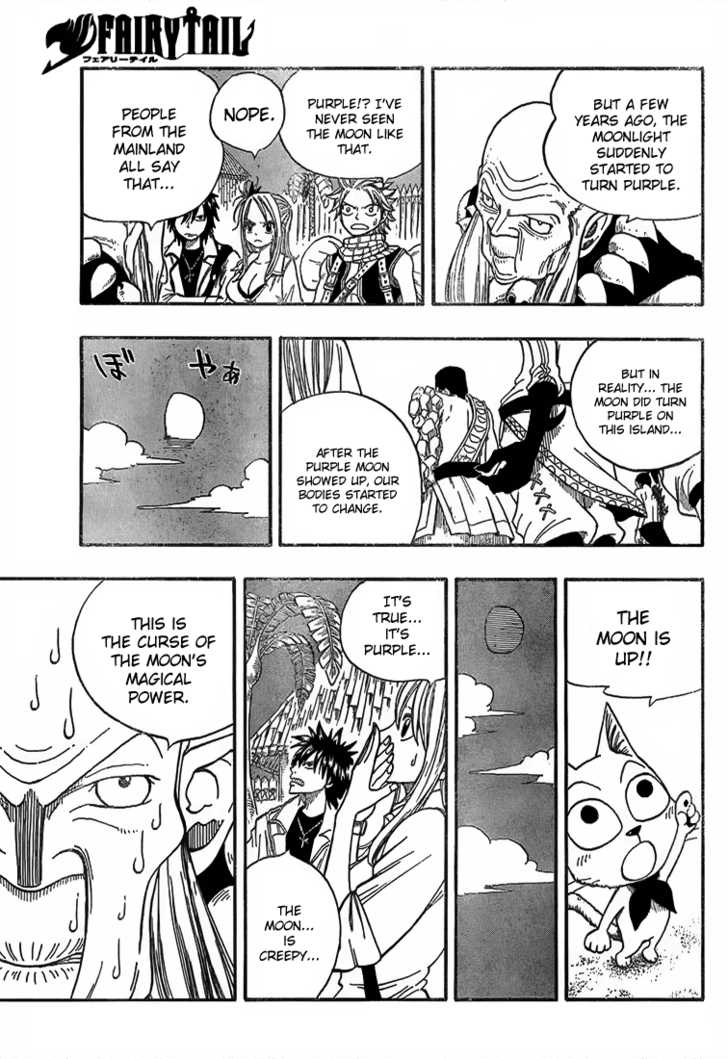 FAIRY TAIL
フェアリーテイル
BUT A FEW
YEARS AGO, THE
MOONLIGHT
SUDDENLY
STARTED TO
TURN PURPLE.
PURPLE!? I'VE
NEVER SEEN
THE MOON LIKE
THAT.
NOPE.
PEOPLE
FROM THE
MAINLAND
ALL SAY
THAT...
BUT IN
REALITY... THE
MOON DID TURN
PURPLE ON
THIS ISLAND...
AFTER THE
PURPLE MOON
SHOWED UP, OUR
BODIES STARTED
TO CHANGE.
ぼ やぁ
THE
MOON IS
UP!!
IT'S
TRUE...
IT'S
PURPLE...
THE
MOON...
IS
CREEPY...
THIS IS
THE CURSE OF
THE MOON'S
MAGICAL
POWER.